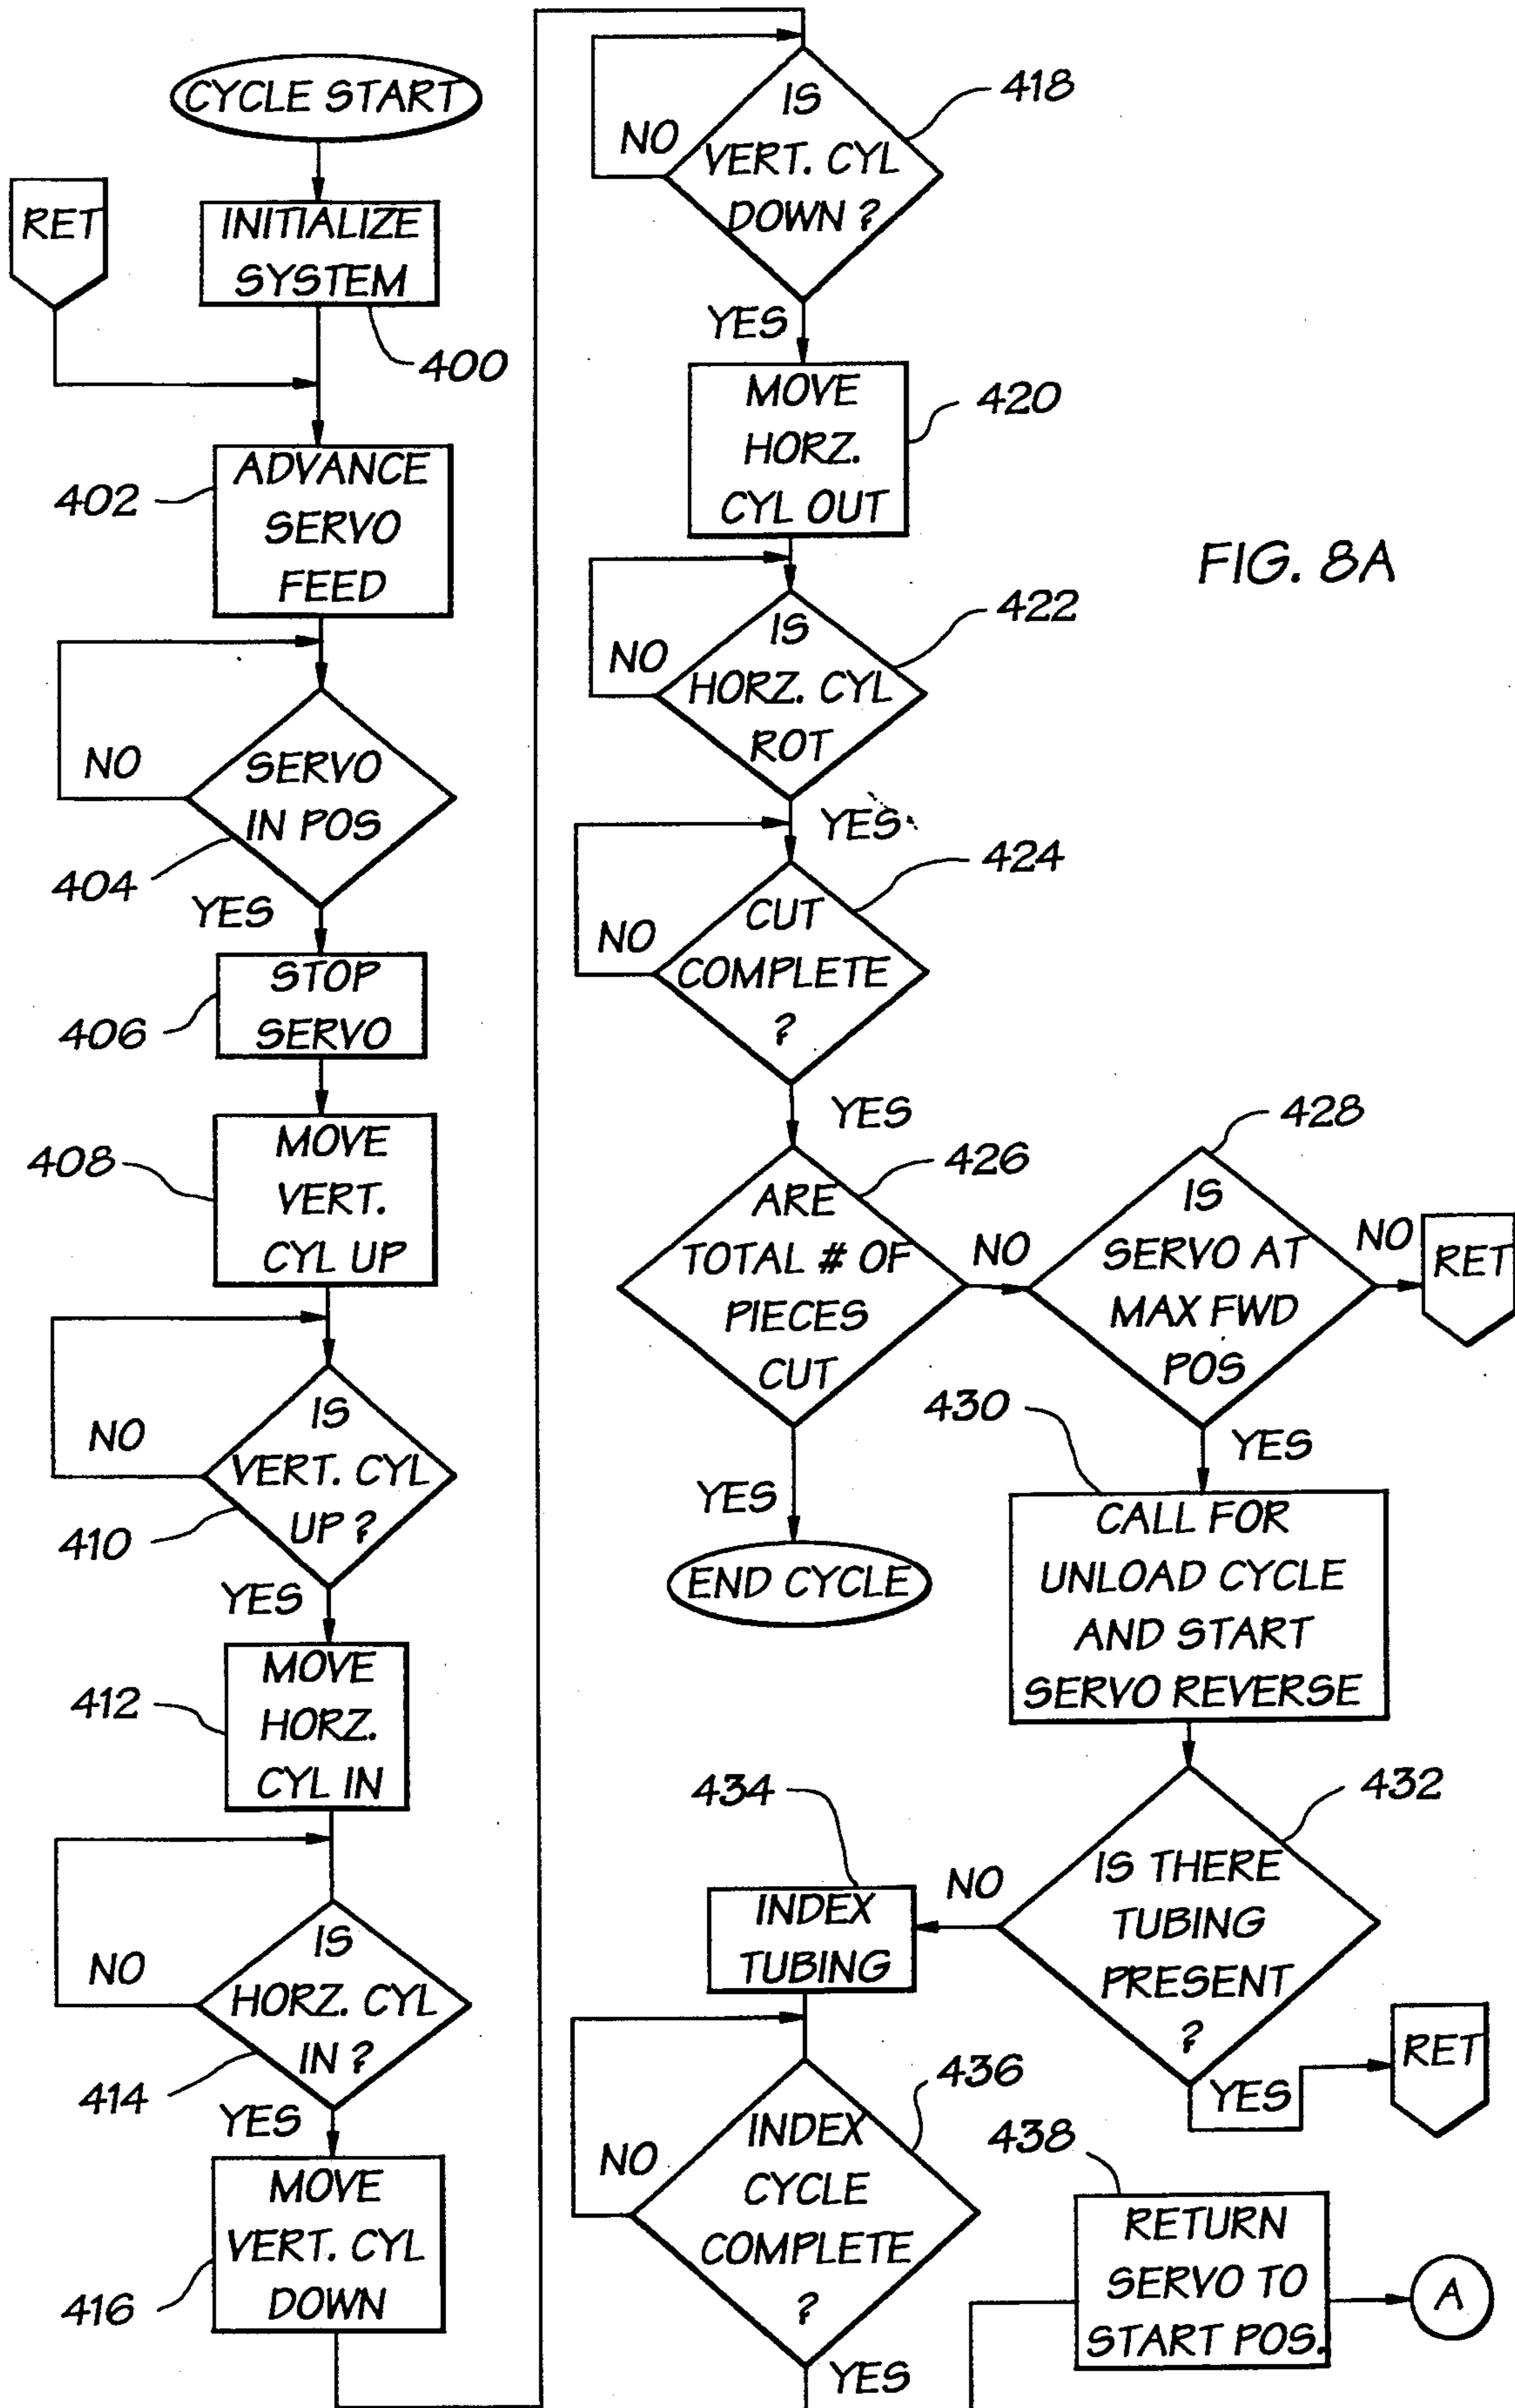 CYCLE START
RET
INITIALIZE
SYSTEM
400
402
ADVANCE
SERVO
FEED
NO
SERVO
IN POS
404
YES
STOP
SERVO
406
408
MOVE
VERT.
CYL UP
NO
IS
VERT. CYL
UP ?
410
YES
412
MOVE
HORZ.
CYL IN
NO
IS
HORZ. CYL
IN ?
414
YES
MOVE
VERT. CYL
DOWN
416
NO
IS
VERT. CYL
DOWN ?
418
YES
MOVE
HORZ.
CYL OUT
420
FIG. 8A
NO
IS
HORZ. CYL
ROT
422
YES
NO
CUT
COMPLETE
?
424
YES
ARE
TOTAL # OF
PIECES
CUT
426
NO
YES
END CYCLE
IS
SERVO AT
MAX FWD
POS
428
NO
RET
YES
430
CALL FOR
UNLOAD CYCLE
AND START
SERVO REVERSE
432
IS THERE
TUBING
PRESENT
?
NO
YES
RET
434
INDEX
TUBING
NO
INDEX
CYCLE
COMPLETE
?
436
YES
438
RETURN
SERVO TO
START POS.
A